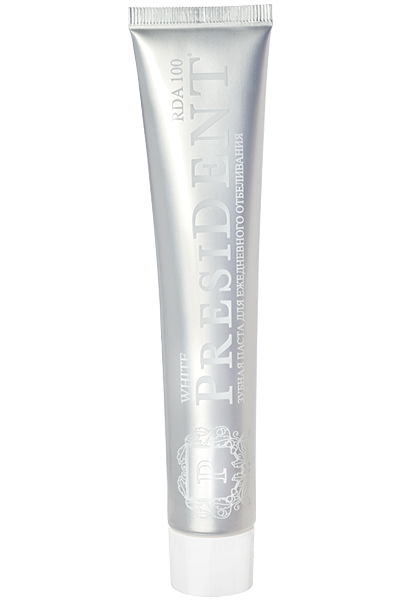 WHITE
RDA 100
P PRESIDENT
ЗУБНАЯ ПАСТА ДЛЯ ЕЖЕДНЕВНОГО ОТБЕЛИВАНИЯ